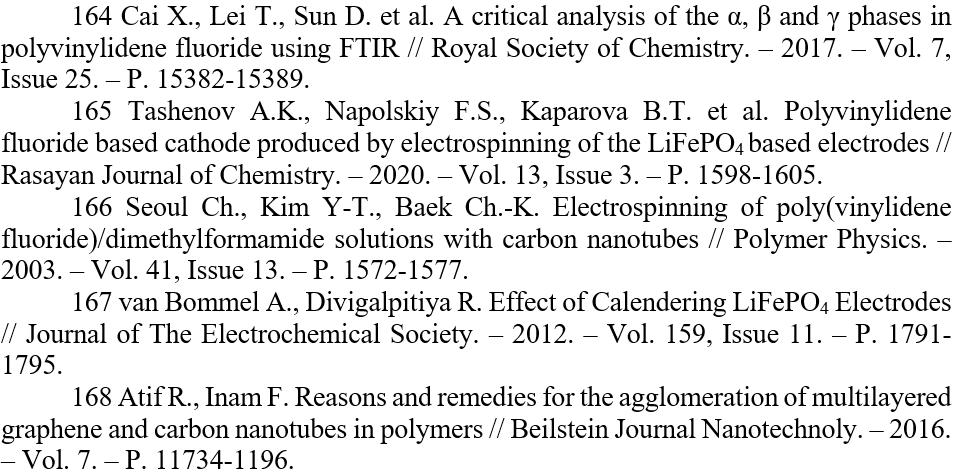 164 Cai X., Lei T., Sun D. et al. A critical analysis of the α, β and γ phases in
polyvinylidene fluoride using FTIR // Royal Society of Chemistry. – 2017. – Vol. 7,
Issue 25. – P. 15382-15389.
165 Tashenov A.K., Napolskiy F.S., Kaparova B.T. et al. Polyvinylidene
fluoride based cathode produced by electrospinning of the LiFePO₄ based electrodes //
Rasayan Journal of Chemistry. – 2020. – Vol. 13, Issue 3. – P. 1598-1605.
166 Seoul Ch., Kim Y-T., Baek Ch.-K. Electrospinning of poly(vinylidene
fluoride)/dimethylformamide solutions with carbon nanotubes // Polymer Physics. –
2003. – Vol. 41, Issue 13. – P. 1572-1577.
167 van Bommel A., Divigalpitiya R. Effect of Calendering LiFePO₄ Electrodes
// Journal of The Electrochemical Society. – 2012. – Vol. 159, Issue 11. – P. 1791-
1795.
168 Atif R., Inam F. Reasons and remedies for the agglomeration of multilayered
graphene and carbon nanotubes in polymers // Beilstein Journal Nanotechnoly. – 2016.
– Vol. 7. – P. 11734-1196.